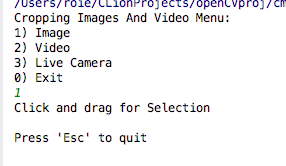 /Users/roie/CLionProjects/openCVproj/cm
Cropping Images And Video Menu:
1) Image
2) Video
3) Live Camera
0) Exit
1
Click and drag for Selection
Press 'Esc' to quit